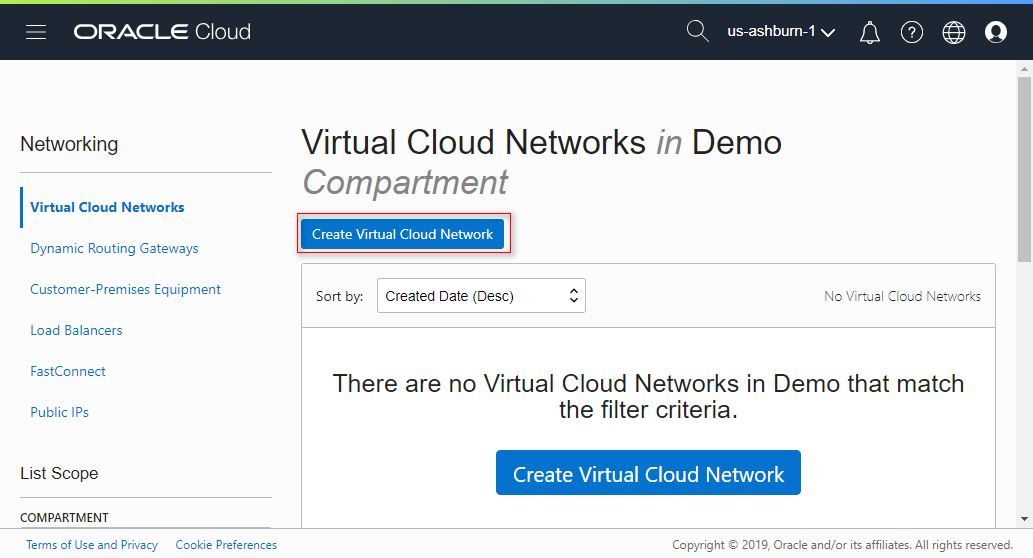 ORACLE Cloud
us-ashburn-1
Networking
Virtual Cloud Networks
Dynamic Routing Gateways
Customer-Premises Equipment
Load Balancers
FastConnect
Public IPs
List Scope
COMPARTMENT
Virtual Cloud Networks in Demo
Compartment
Create Virtual Cloud Network
Sort by: Created Date (Desc) No Virtual Cloud Networks
There are no Virtual Cloud Networks in Demo that match
the filter criteria.
Create Virtual Cloud Network
Terms of Use and Privacy Cookie Preferences Copyright © 2019, Oracle and/or its affiliates. All rights reserved.